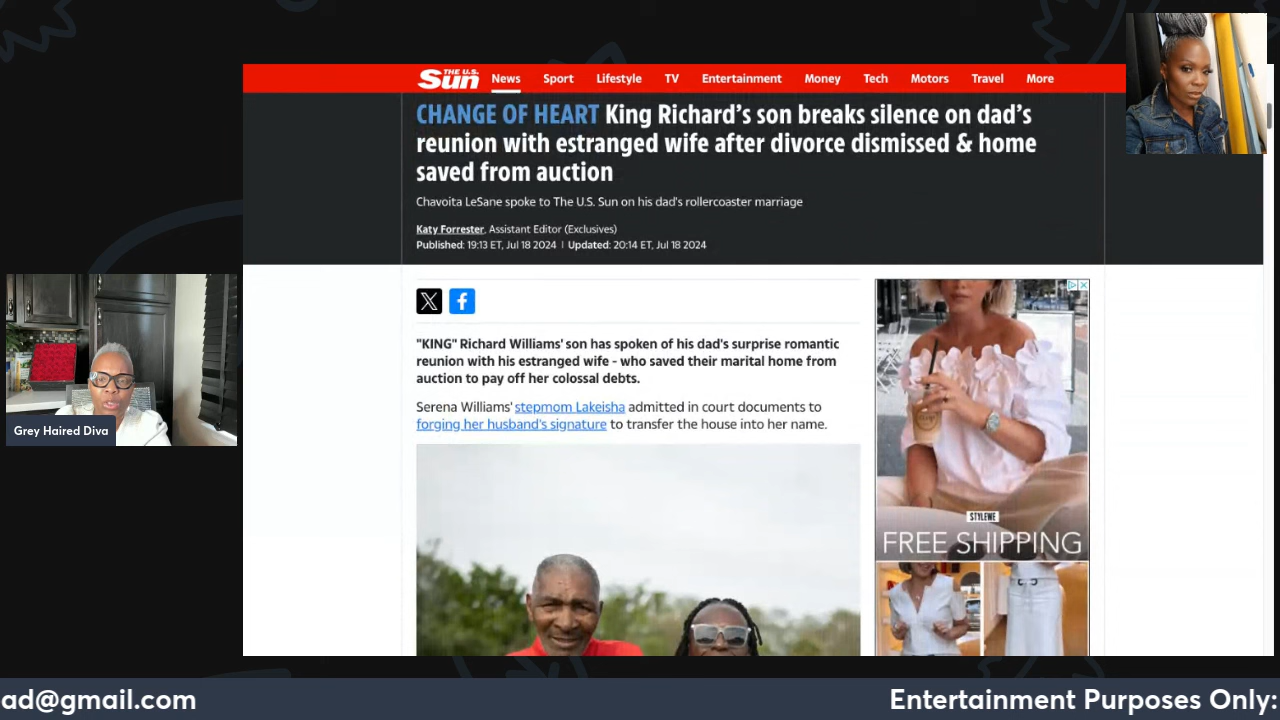 THE U.S. Sun
News Sport Lifestyle TV Entertainment Money Tech Motors Travel More
CHANGE OF HEART King Richard's son breaks silence on dad's
reunion with estranged wife after divorce dismissed & home
saved from auction
Chavoita LeSane spoke to The U.S. Sun on his dad's rollercoaster marriage
Katy Forrester, Assistant Editor (Exclusives)
Published: 19:13 ET, Jul 18 2024 | Updated: 20:14 ET, Jul 18 2024
X f
"KING" Richard Williams' son has spoken of his dad's surprise romantic
reunion with his estranged wife - who saved their marital home from
auction to pay off her colossal debts.
Serena Williams' stepmom Lakeisha admitted in court documents to
forging her husband's signature to transfer the house into her name.
STYLEWE
FREE SHIPPING
Grey Haired Diva
ad@gmail.com
Entertainment Purposes Only: